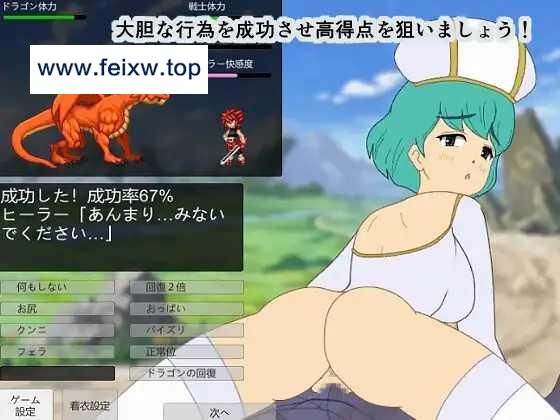 ドラゴン体力
戦士体力
大胆な行為を成功させ高得点を狙いましょう！
www.feixw.top
ラー快感度
成功した！成功率67%
ヒーラー「あんまり…みない
でください…」
何もしない
回復２倍
お尻
おっぱい
クンニ
パイズリ
フェラ
正常位
ドラゴンの回復
ゲーム
設定
着衣設定
次へ